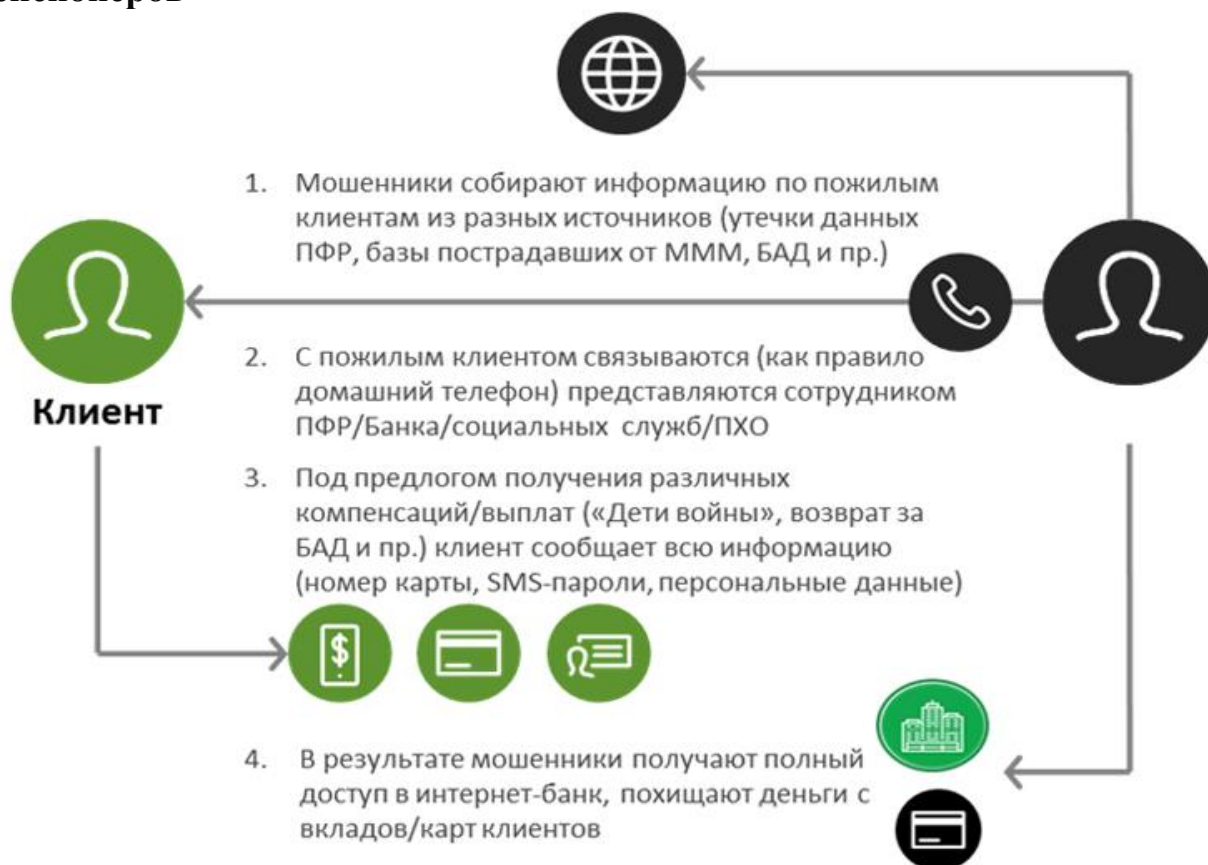 1. Мошенники собирают информацию по пожилым
клиентам из разных источников (утечки данных
ПФР, базы пострадавших от МММ, БАД и пр.)
Клиент
2. С пожилым клиентом связываются (как правило
домашний телефон) представляются сотрудником
ПФР/Банка/социальных служб/ПХО
3. Под предлогом получения различных
компенсаций/выплат («Дети войны», возврат за
БАД и пр.) клиент сообщает всю информацию
(номер карты, SMS-пароли, персональные данные)
$
4. В результате мошенники получают полный
доступ в интернет-банк, похищают деньги с
вкладов/карт клиентов